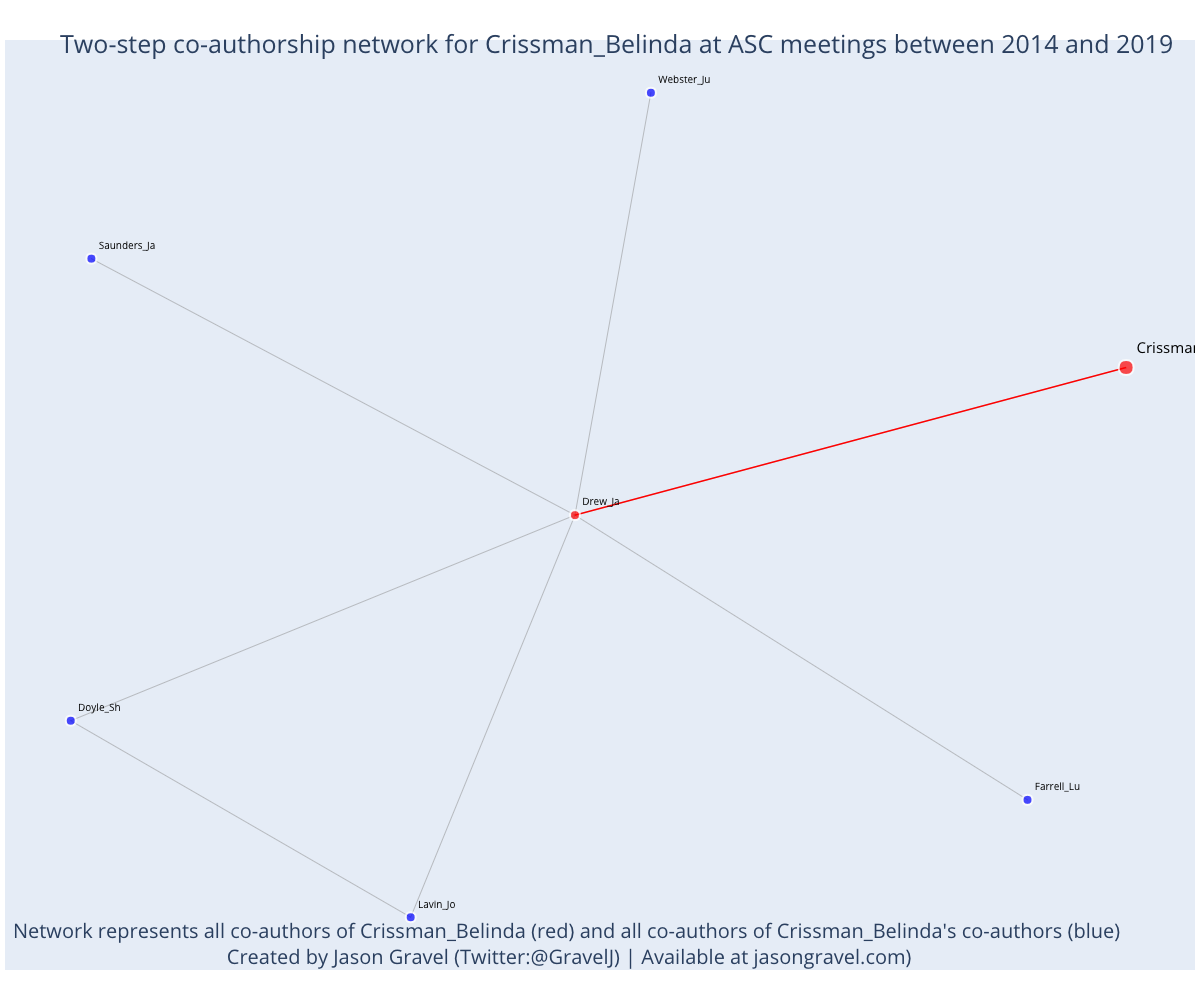 Two-step co-authorship network for Crissman_Belinda at ASC meetings between 2014 and 2019
Webster_Ju
Saunders_Ja
Crissman
Drew_Ja
Doyle_Sh
Farrell_Lu
Lavin_Jo
Network represents all co-authors of Crissman_Belinda (red) and all co-authors of Crissman_Belinda's co-authors (blue)
Created by Jason Gravel (Twitter:@GravelJ) | Available at jasongravel.com)